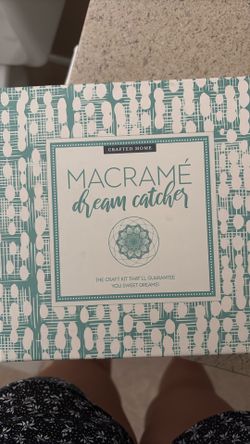 CRAFTED HOME
MACRAMÉ
dream catcher
THE CRAFT KIT THAT'LL GUARANTEE
YOU SWEET DREAMS!